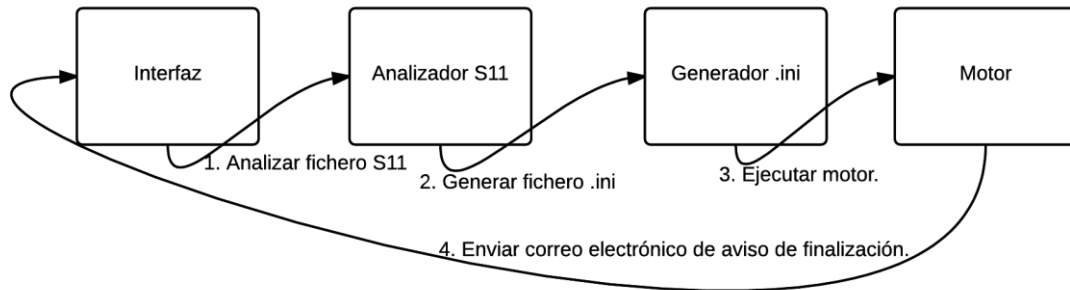 Interfaz
Analizador S11
Generador .ini
Motor
1. Analizar fichero S11
2. Generar fichero .ini
3. Ejecutar motor.
4. Enviar correo electrónico de aviso de finalización.